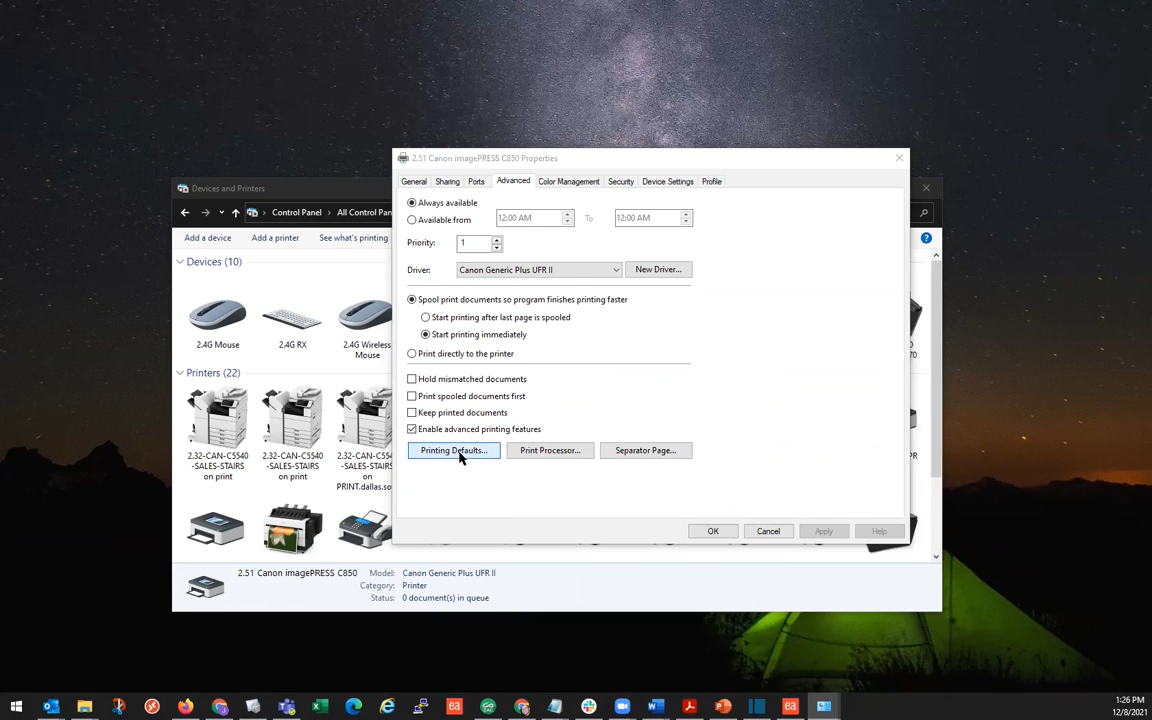 2.51 Canon imagePRESS C850 Properties
General Sharing Ports Advanced Color Management Security Device Settings Profile
Always available
Available from 12:00 AM To 12:00 AM
Priority: 1
Driver: Canon Generic Plus UFR II New Driver...
Spool print documents so program finishes printing faster
Start printing after last page is spooled
Start printing immediately
Print directly to the printer
Hold mismatched documents
Print spooled documents first
Keep printed documents
Enable advanced printing features
Printing Defaults... Print Processor... Separator Page...
OK Cancel Apply Help
Devices and Printers
Control Panel All Control Pan
Add a device Add a printer See what's printing
Devices (10)
2.4G Mouse
2.4G RX
2.4G Wireless
Mouse
Printers (22)
2.32-CAN-C5540
-SALES-STAIRS
on print
2.32-CAN-C5540
-SALES-STAIRS
on print
2.32-CAN-C5540
-SALES-STAIRS
on
PRINT.dallas.so
2.51 Canon imagePRESS C850
Model: Canon Generic Plus UFR II
Category: Printer
Status: 0 document(s) in queue
ea
ea
1:26 PM
12/8/2021